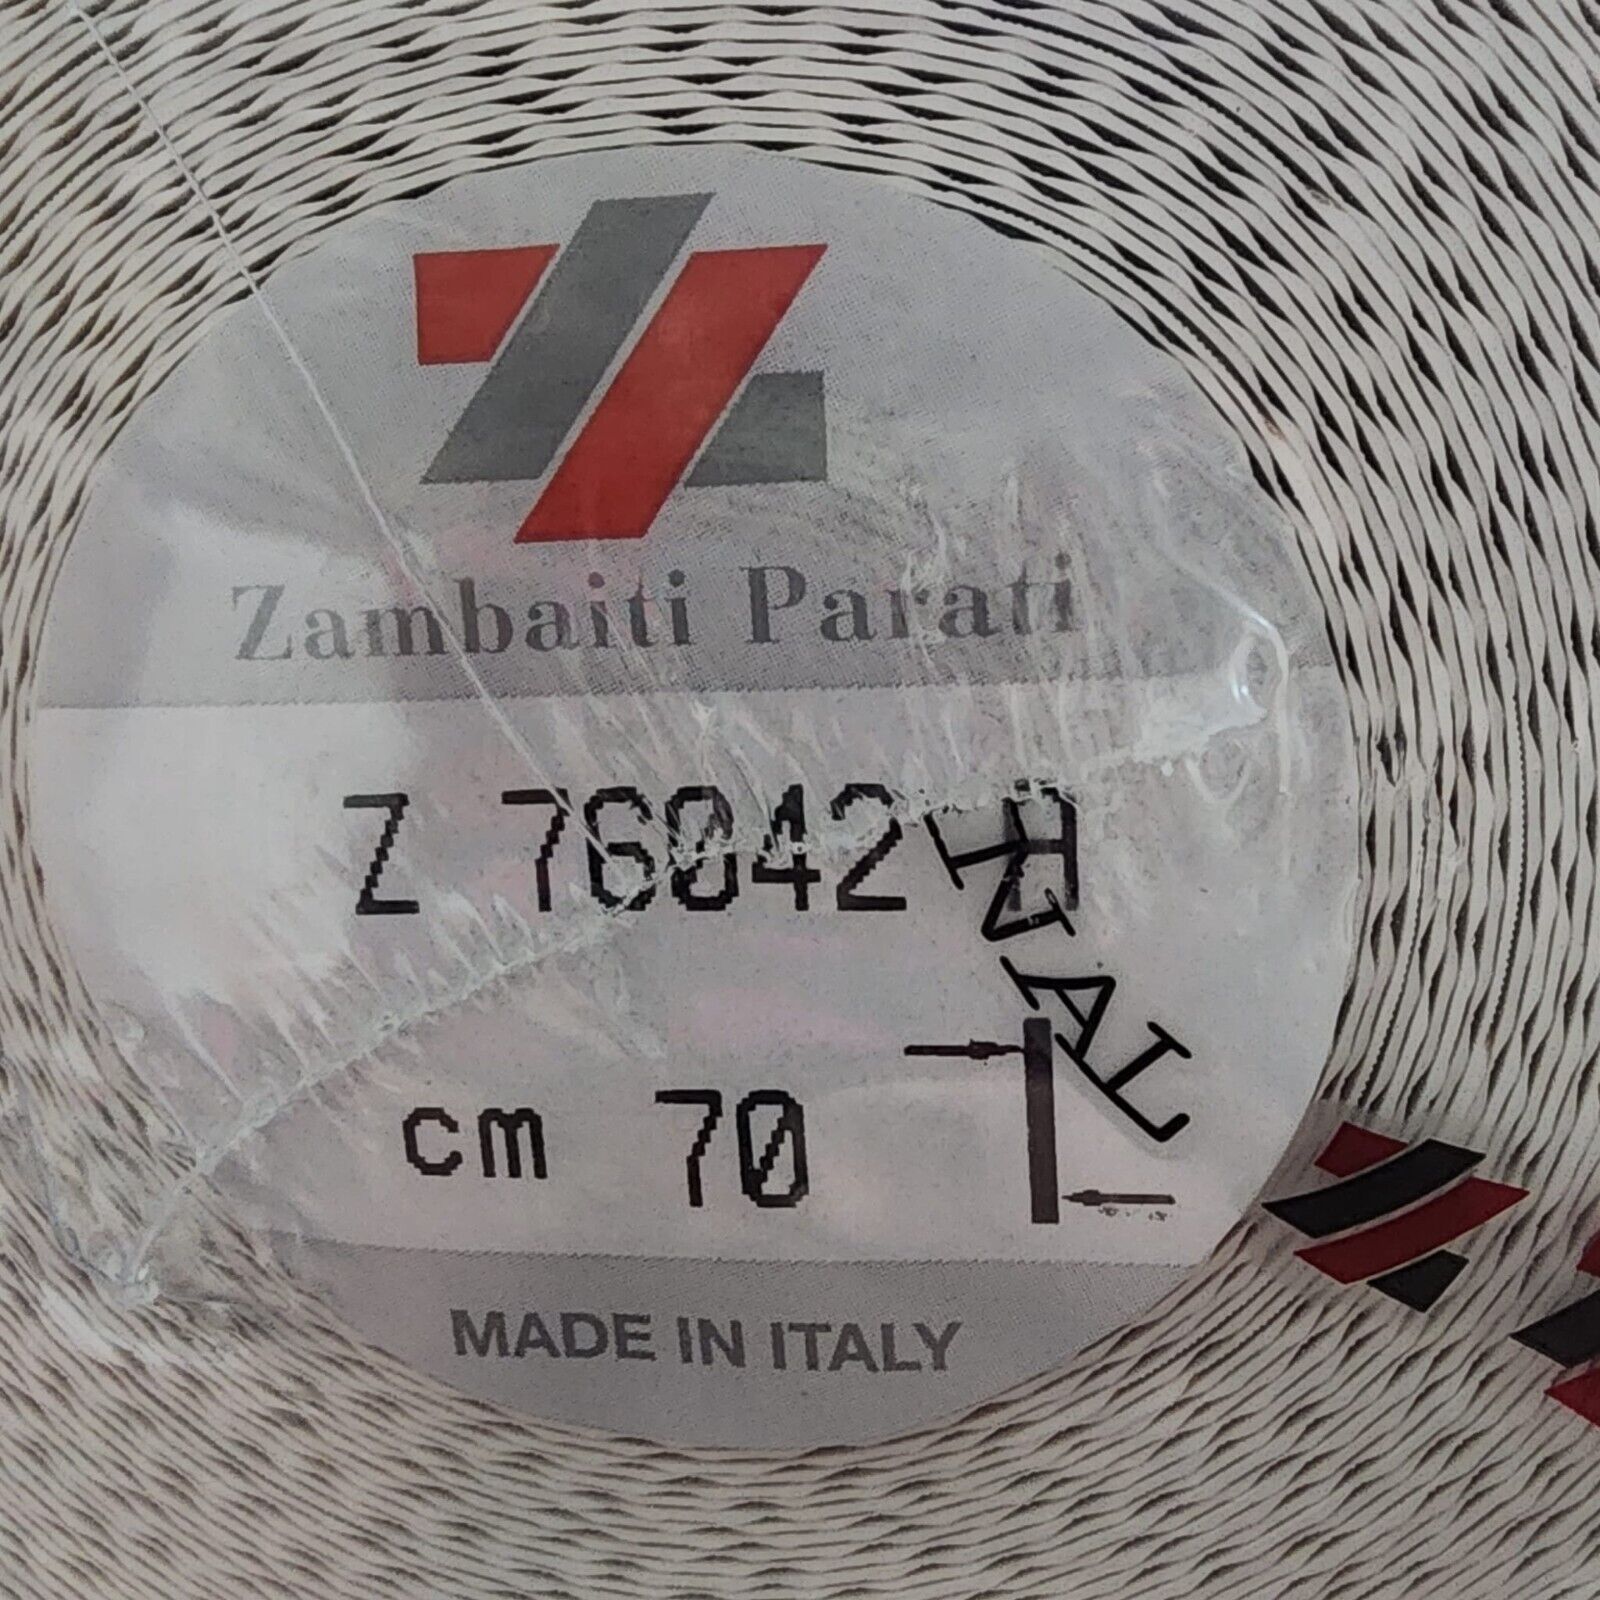 Zambaiti Parati
Z 76042 H
cm 70
MADE IN ITALY